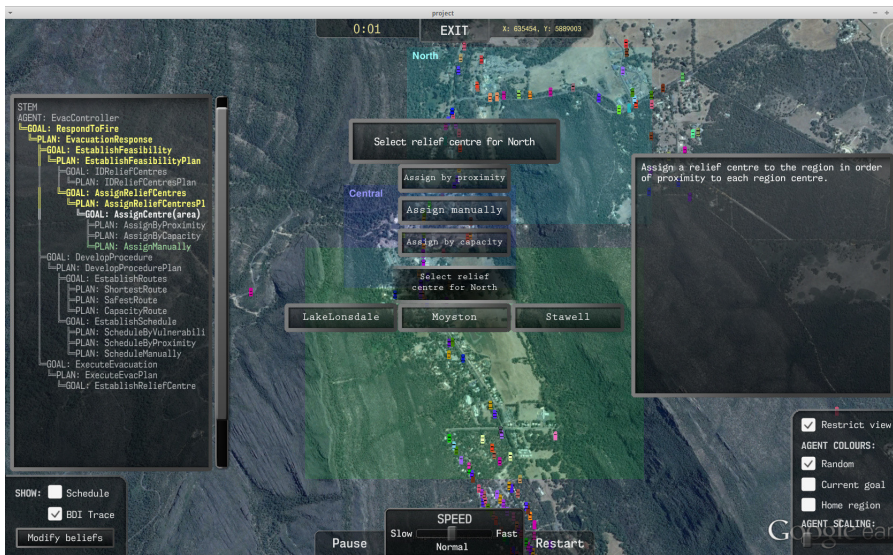 project
0:01
EXIT
X: 635454, Y: 5889003
North
STEM
AGENT: EvacController
GOAL: RespondToFire
PLAN: EvacuationResponse
GOAL: EstablishFeasibility
PLAN: EstablishFeasibilityPlan
GOAL: IDReliefCentres
PLAN: IDReliefCentresPlan
GOAL: AssignReliefCentres
PLAN: AssignReliefCentresPl
GOAL: AssignCentre(area)
PLAN: AssignByProximity
PLAN: AssignByCapacity
PLAN: AssignManually
GOAL: DevelopProcedure
PLAN: DevelopProcedurePlan
GOAL: EstablishRoutes
PLAN: ShortestRoute
PLAN: SafestRoute
PLAN: CapacityRoute
GOAL: EstablishSchedule
PLAN: ScheduleByVulnerabili
PLAN: ScheduleByProximity
PLAN: ScheduleManually
GOAL: ExecuteEvacuation
PLAN: ExecuteEvacPlan
GOAL: EstablishReliefCentre
Select relief centre for North
Assign by proximity
Central
Assign manually
Assign by capacity
Select relief
centre for North
LakeLonsdale
Moyston
Stawell
Assign a relief centre to the region in order
of proximity to each region centre.
SHOW:
Schedule
BDI Trace
Modify beliefs
Pause
SPEED
Slow
Fast
Normal
Restart
Restrict view
AGENT COLOURS:
Random
Current goal
Home region
AGENT SCALING:
Google ear